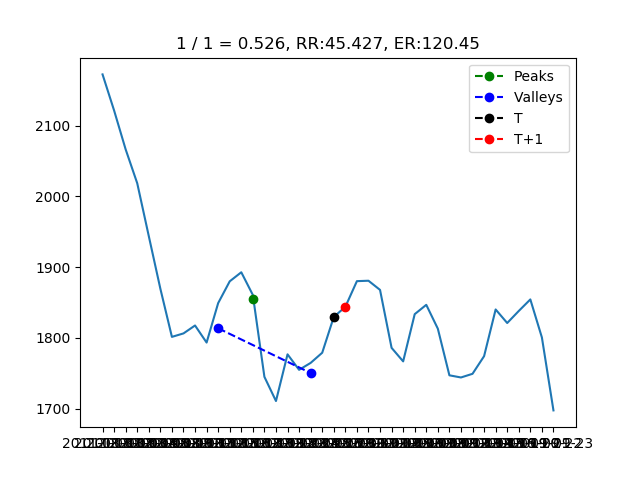 1 / 1 = 0.526, RR:45.427, ER:120.45
Peaks
Valleys
T
T+1
2100
2000
1900
1800
1700